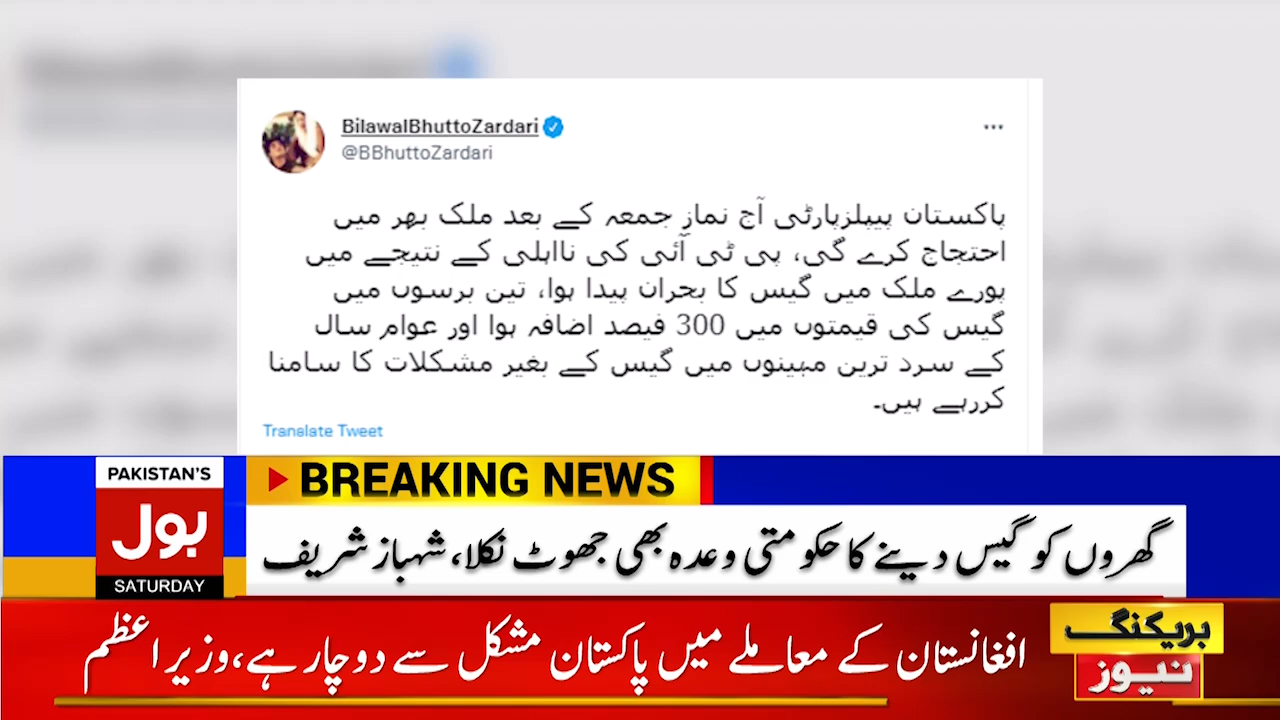 BilawalBhuttoZardari
@BBhuttoZardari
پاکستان پیپلزپارٹی آج نمازِ جمعہ کے بعد ملک بھر میں
احتجاج کرے گی، پی ٹی آئی کی نااہلی کے نتیجے میں
پورے ملک میں گیس کا بحران پیدا ہوا، تین برسوں میں
گیس کی قیمتوں میں 300 فیصد اضافہ ہوا اور عوام سال
کے سرد ترین مہینوں میں گیس کے بغیر مشکلات کا سامنا
کررہے ہیں۔
Translate Tweet
PAKISTAN'S
بول
SATURDAY
BREAKING NEWS
گھروں کو گیس دینے کا حکومتی وعدہ بھی جھوٹ نکلا، شہباز شریف
بریکنگ
نیوز
افغانستان کے معاملے میں پاکستان مشکل سے دوچار ہے، وزیراعظم